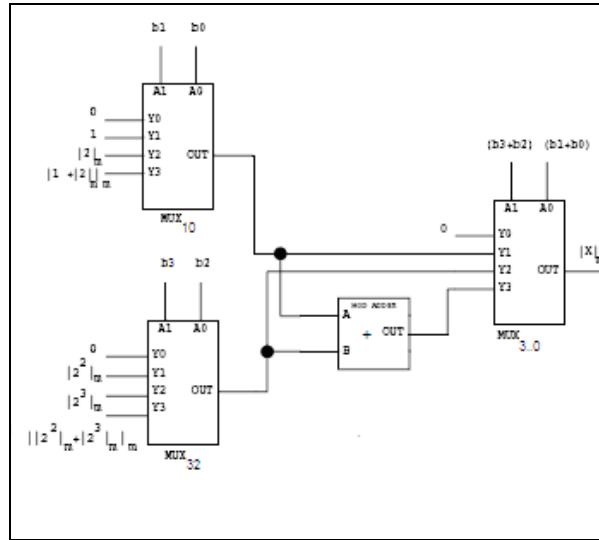 b1 b0
A1 A0
0 Y0
1 Y1
|2|m Y2 OUT
|1 +|2|m|m Y3
MUX10
b3 b2
A1 A0
0 Y0
|2^2|m Y1
|2^3|m Y2 OUT
Y3
||2^2|m+|2^3|m|m
MUX32
MOD ADDER
A OUT
+
B
(b3+b2) (b1+b0)
A1 A0
0 Y0
Y1
Y2 OUT |X|
Y3
MUX3..0